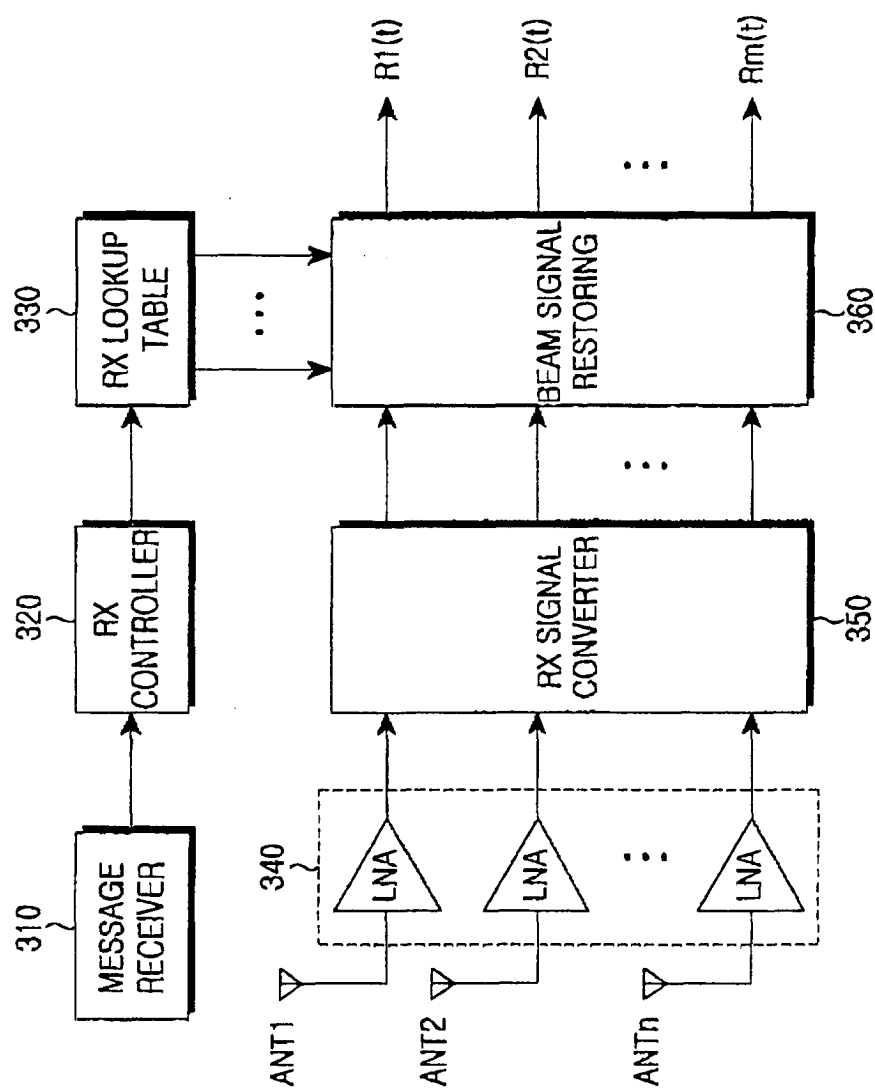 310
MESSAGE
RECEIVER
320
RX
CONTROLLER
330
RX LOOKUP
TABLE
340
ANT1
LNA
ANT2
LNA
ANTn
LNA
RX SIGNAL
CONVERTER
350
BEAM SIGNAL
RESTORING
360
R1(t)
R2(t)
Rm(t)